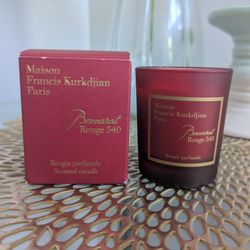 Maison
Francis Kurkdjian
Paris
Baccarat
Rouge 540
Bougie parfumée
Scented candle
Maison
Francis Kurkdjian
Paris
Baccarat
Rouge 540
Bougie parfumée